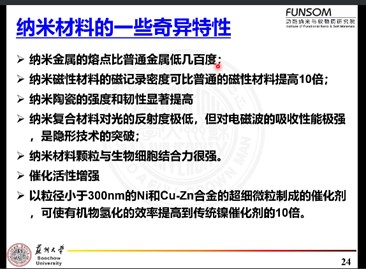 纳米材料的一些奇异特性
FUNSOM
功能纳米与软物质研究院
Institute of Functional Nano & Soft Materials
➢ 纳米金属的熔点比普通金属低几百度;
➢ 纳米磁性材料的磁记录密度可比普通的磁性材料提高10倍;
➢ 纳米陶瓷的强度和韧性显著提高
➢ 纳米复合材料对光的反射度极低,但对电磁波的吸收性能极强
,是隐形技术的突破;
➢ 纳米材料颗粒与生物细胞结合力很强。
➢ 催化活性增强
➢ 以粒径小于300nm的Ni和Cu-Zn合金的超细微粒制成的催化剂
,可使有机物氢化的效率提高到传统镍催化剂的10倍。
苏州大学
Soochow
University
24